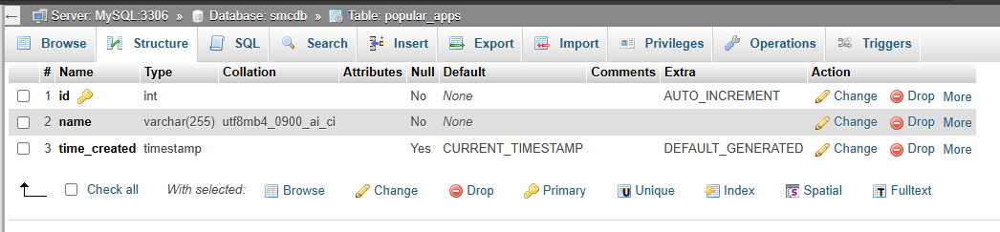 Server: MySQL:3306 » Database: smcdb » Table: popular_apps
Browse Structure SQL Search Insert Export Import Privileges Operations Triggers
# Name Type Collation Attributes Null Default Comments Extra Action
1 id int No None AUTO_INCREMENT Change Drop More
2 name varchar(255) utf8mb4_0900_ai_ci No None Change Drop More
3 time_created timestamp Yes CURRENT_TIMESTAMP DEFAULT_GENERATED Change Drop More
Check all With selected: Browse Change Drop Primary Unique Index Spatial Fulltext